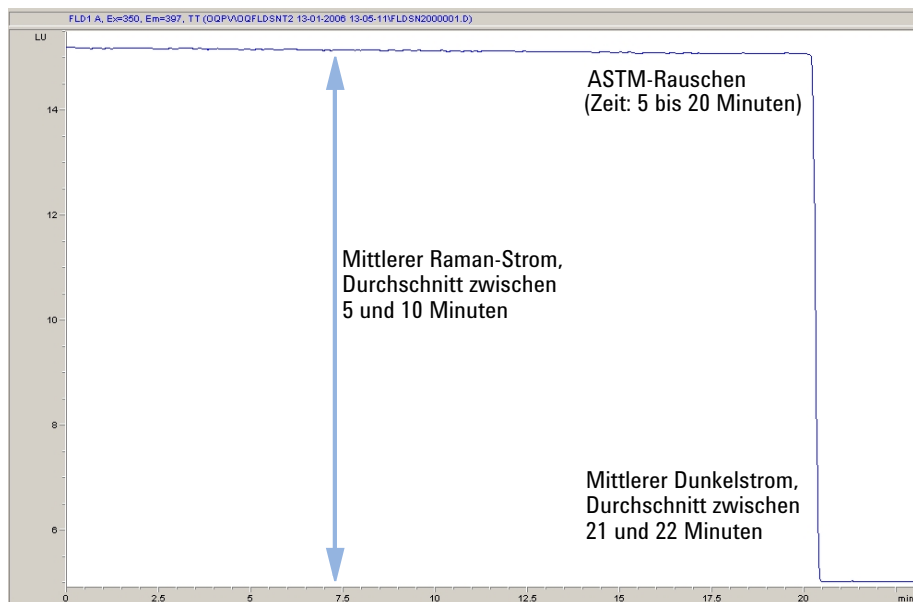 FLD1 A, Ex=350, Em=397, TT (OQPV\OQFLDSNT2 13-01-2006 13-05-11\FLDSN2000001.D)
LU
ASTM-Rauschen
(Zeit: 5 bis 20 Minuten)
14
12
Mittlerer Raman-Strom,
Durchschnitt zwischen
5 und 10 Minuten
10
8
Mittlerer Dunkelstrom,
Durchschnitt zwischen
21 und 22 Minuten
6
0 2.5 5 7.5 10 12.5 15 17.5 20 min